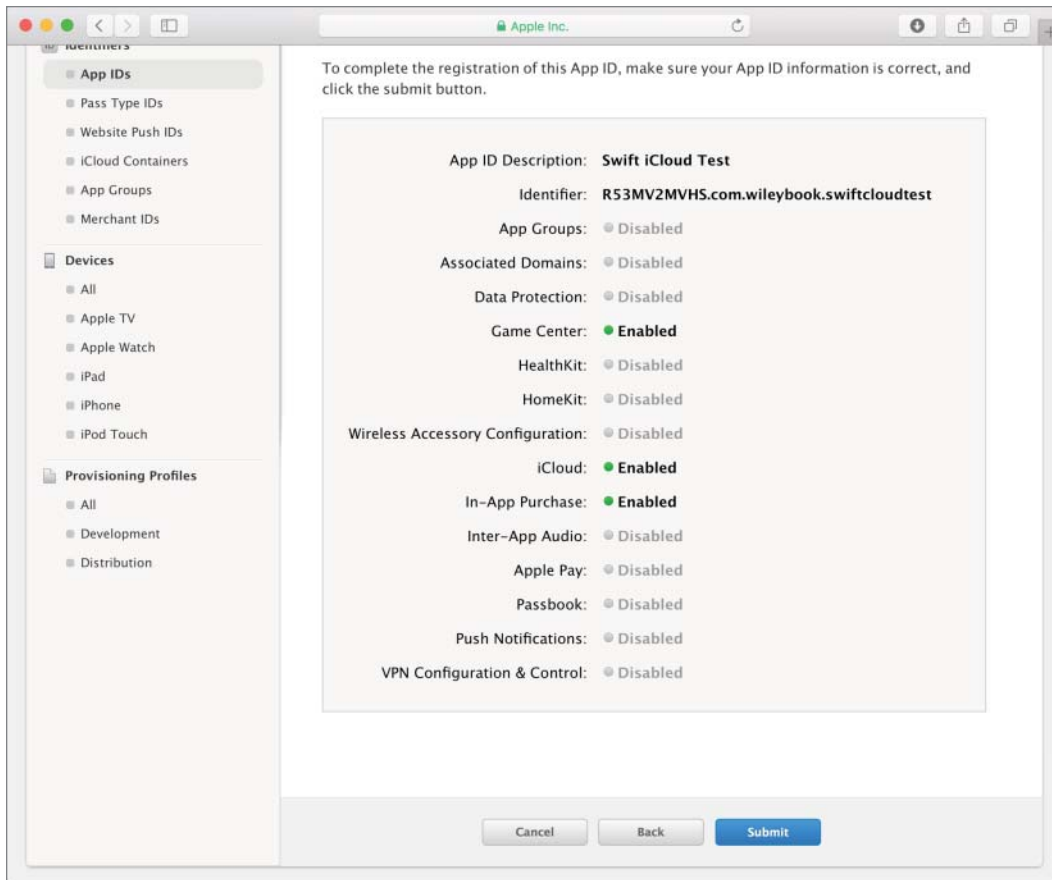 Apple Inc.
Identifiers
App IDs
Pass Type IDs
Website Push IDs
iCloud Containers
App Groups
Merchant IDs
Devices
All
Apple TV
Apple Watch
iPad
iPhone
iPod Touch
Provisioning Profiles
All
Development
Distribution
To complete the registration of this App ID, make sure your App ID information is correct, and
click the submit button.
App ID Description: Swift iCloud Test
Identifier: R53MV2MVHS.com.wileybook.swiftcloudtest
App Groups: Disabled
Associated Domains: Disabled
Data Protection: Disabled
Game Center: Enabled
HealthKit: Disabled
HomeKit: Disabled
Wireless Accessory Configuration: Disabled
iCloud: Enabled
In-App Purchase: Enabled
Inter-App Audio: Disabled
Apple Pay: Disabled
Passbook: Disabled
Push Notifications: Disabled
VPN Configuration & Control: Disabled
Cancel
Back
Submit